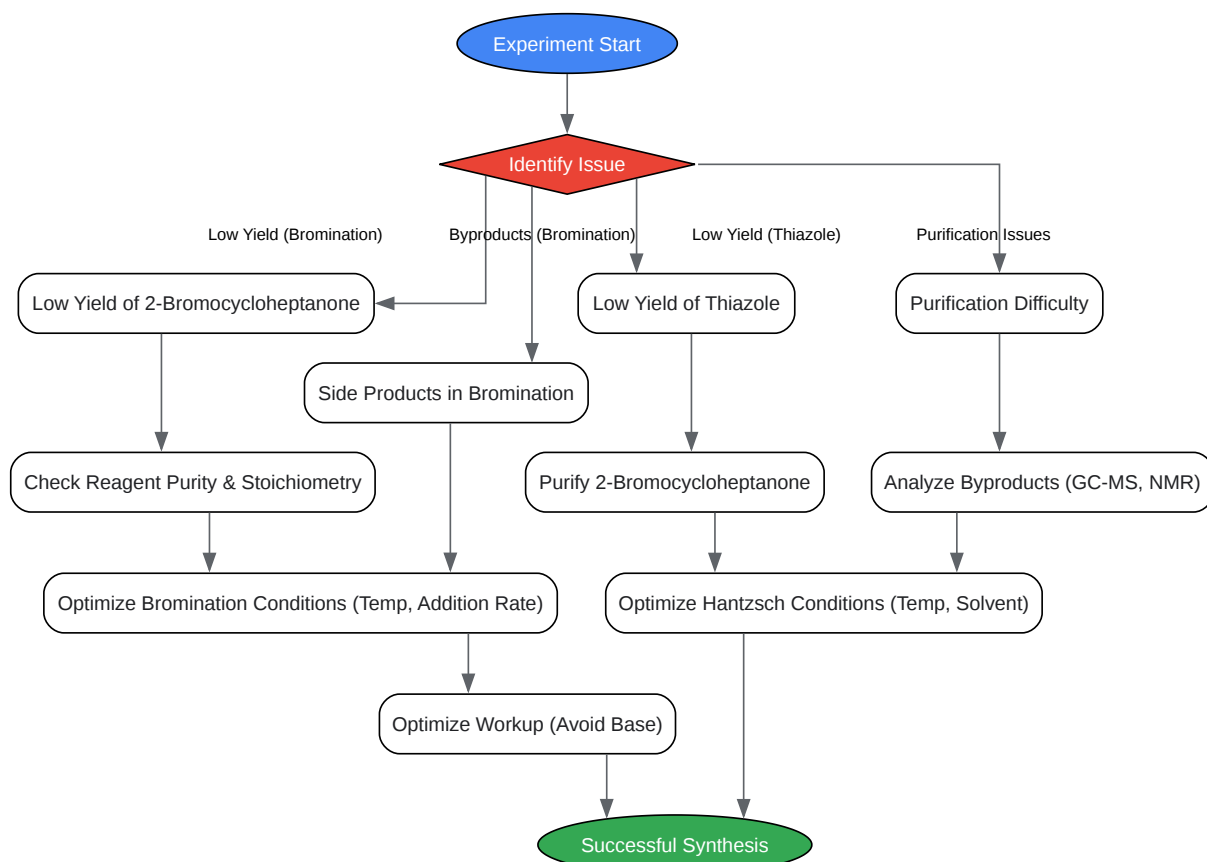 Experiment Start
Identify Issue
Low Yield (Bromination)
Byproducts (Bromination)
Low Yield (Thiazole)
Purification Issues
Low Yield of 2-Bromocycloheptanone
Low Yield of Thiazole
Purification Difficulty
Side Products in Bromination
Check Reagent Purity & Stoichiometry
Purify 2-Bromocycloheptanone
Analyze Byproducts (GC-MS, NMR)
Optimize Bromination Conditions (Temp, Addition Rate)
Optimize Hantzsch Conditions (Temp, Solvent)
Optimize Workup (Avoid Base)
Successful Synthesis